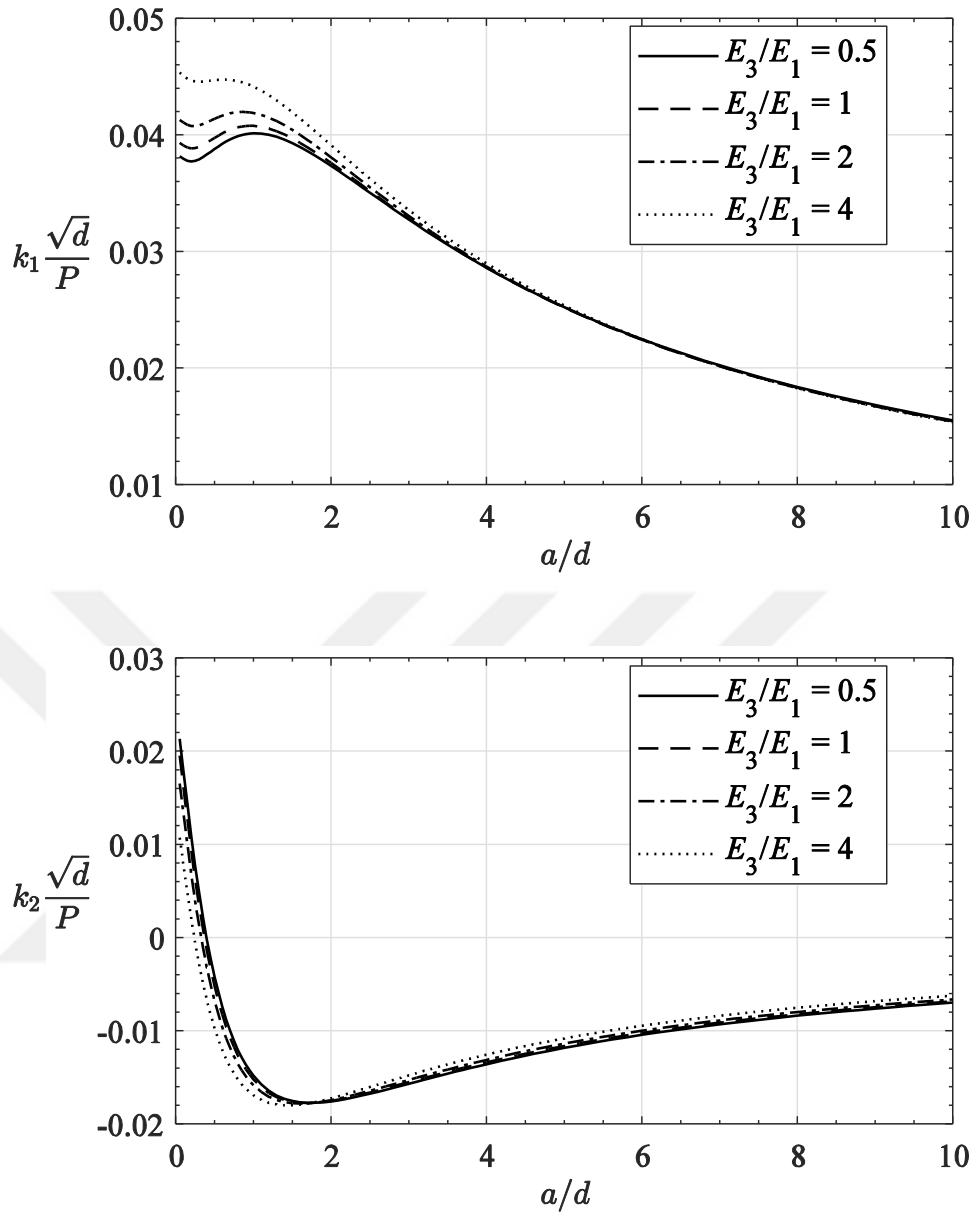 0.05
0.04
0.03
0.02
0.01
k₁ √d/P
E₃/E₁ = 0.5
E₃/E₁ = 1
E₃/E₁ = 2
E₃/E₁ = 4
0 2 4 6 8 10
a/d
0.03
0.02
0.01
0
-0.01
-0.02
k₂ √d/P
E₃/E₁ = 0.5
E₃/E₁ = 1
E₃/E₁ = 2
E₃/E₁ = 4
0 2 4 6 8 10
a/d